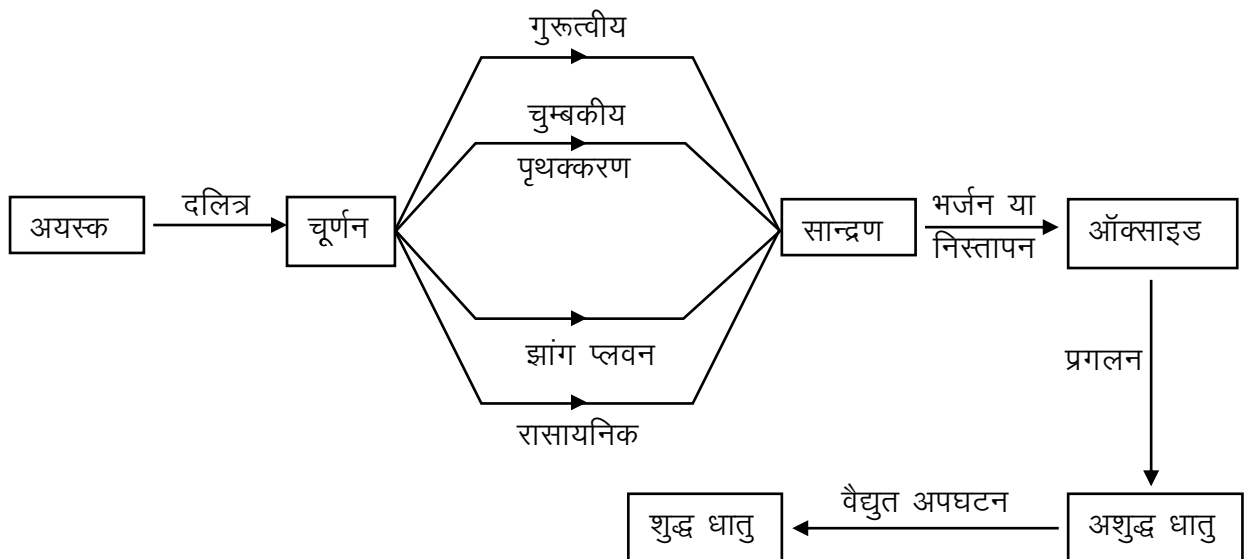 गुरूत्वीय
चुम्बकीय
पृथक्करण
अयस्क
दलित्र
चूर्णन
सान्द्रण
भर्जन या
निस्तापन
ऑक्साइड
झांग प्लवन
रासायनिक
प्रगलन
शुद्ध धातु
वैद्युत अपघटन
अशुद्ध धातु